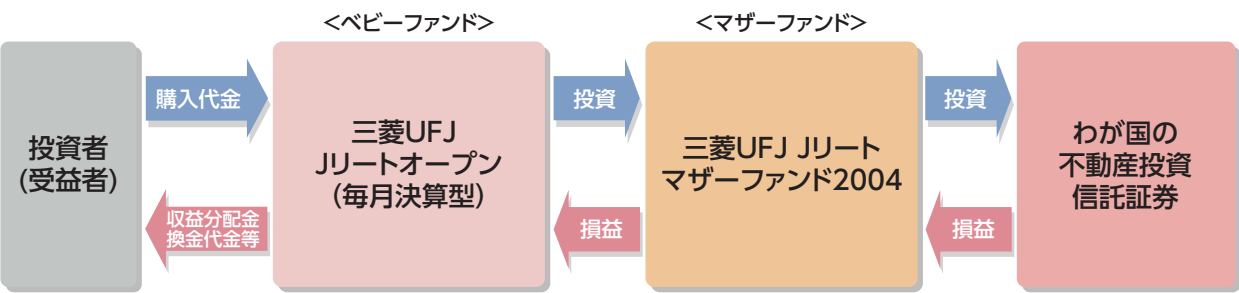 <ベビーファンド>
<マザーファンド>
投資者
(受益者)
購入代金
収益分配金
換金代金等
三菱UFJ
Jリートオープン
(毎月決算型)
投資
損益
三菱UFJ Jリート
マザーファンド2004
投資
損益
わが国の
不動産投資
信託証券